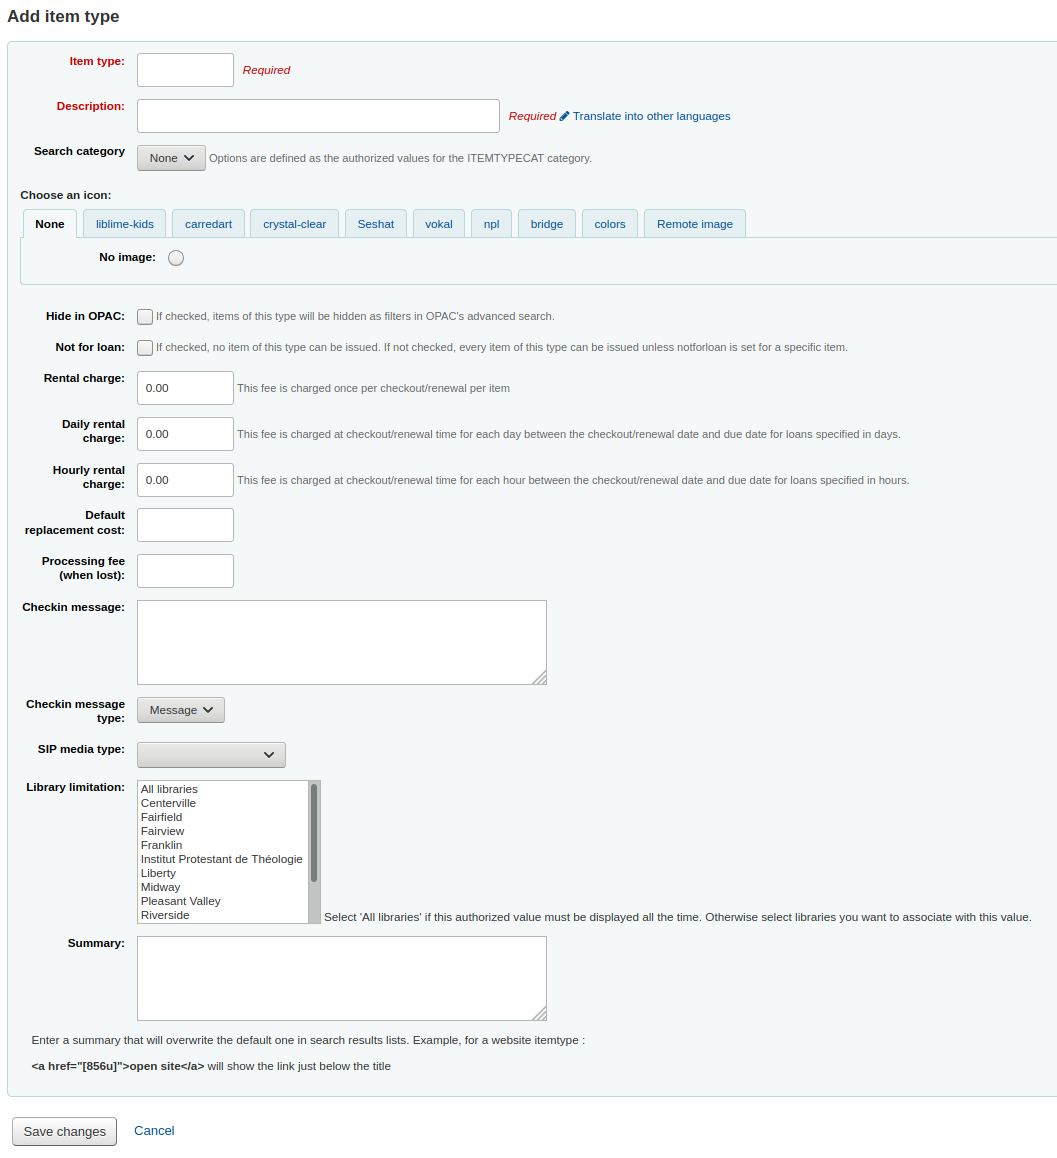 Add item type
Item type: Required
Description: Required Translate into other languages
Search category None Options are defined as the authorized values for the ITEMTYPECAT category.
Choose an icon:
None liblime-kids carredart crystal-clear Seshat vokal npl bridge colors Remote image
No image:
Hide in OPAC: If checked, items of this type will be hidden as filters in OPAC's advanced search.
Not for loan: If checked, no item of this type can be issued. If not checked, every item of this type can be issued unless notforloan is set for a specific item.
Rental charge: 0.00 This fee is charged once per checkout/renewal per item
Daily rental
charge: 0.00 This fee is charged at checkout/renewal time for each day between the checkout/renewal date and due date for loans specified in days.
Hourly rental
charge: 0.00 This fee is charged at checkout/renewal time for each hour between the checkout/renewal date and due date for loans specified in hours.
Default
replacement cost:
Processing fee
(when lost):
Checkin message:
Checkin message
type: Message
SIP media type:
Library limitation:
All libraries
Centerville
Fairfield
Fairview
Franklin
Institut Protestant de Théologie
Liberty
Midway
Pleasant Valley
Riverside
Select 'All libraries' if this authorized value must be displayed all the time. Otherwise select libraries you want to associate with this value.
Summary:
Enter a summary that will overwrite the default one in search results lists. Example, for a website itemtype :
<a href="[856u]">open site</a> will show the link just below the title
Save changes Cancel